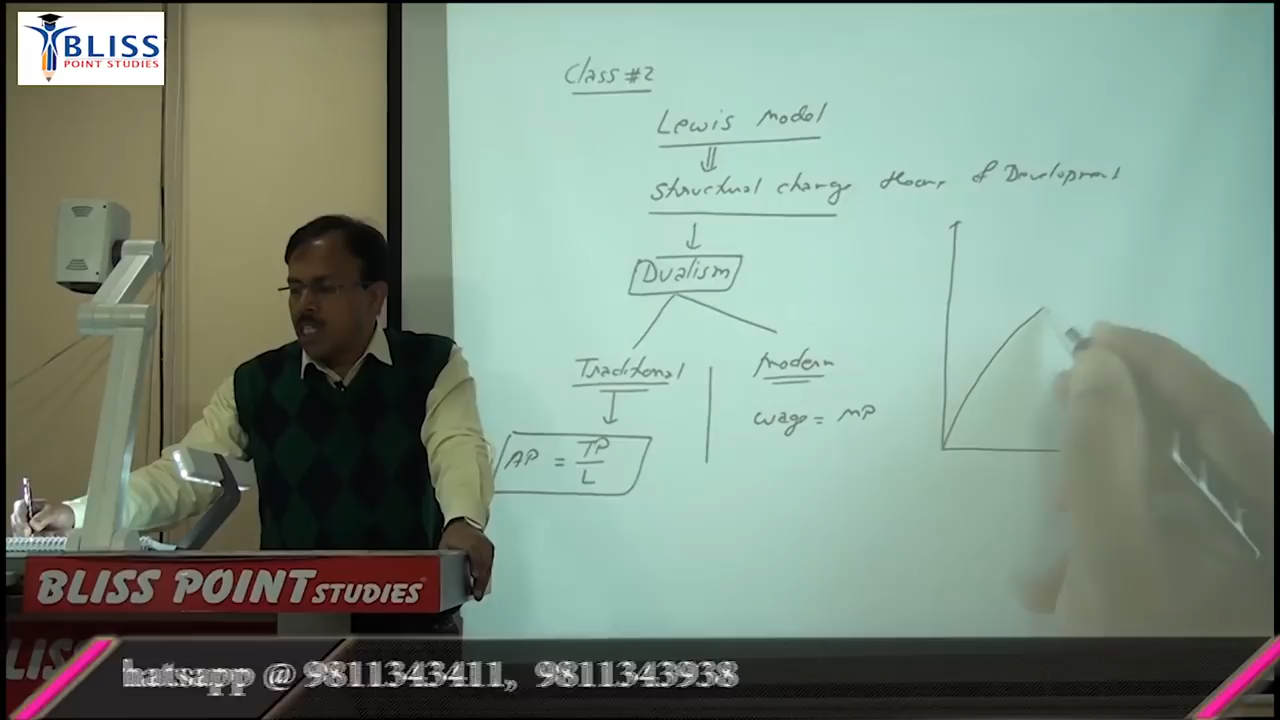 BLISS
POINT STUDIES
Class #2
Lewis Model
Structural change theory of Development
Dualism
Traditional
Modern
wage = MP
AP = TP
L
BLISS POINT STUDIES
hatsapp @ 9811343411,, 9811343938